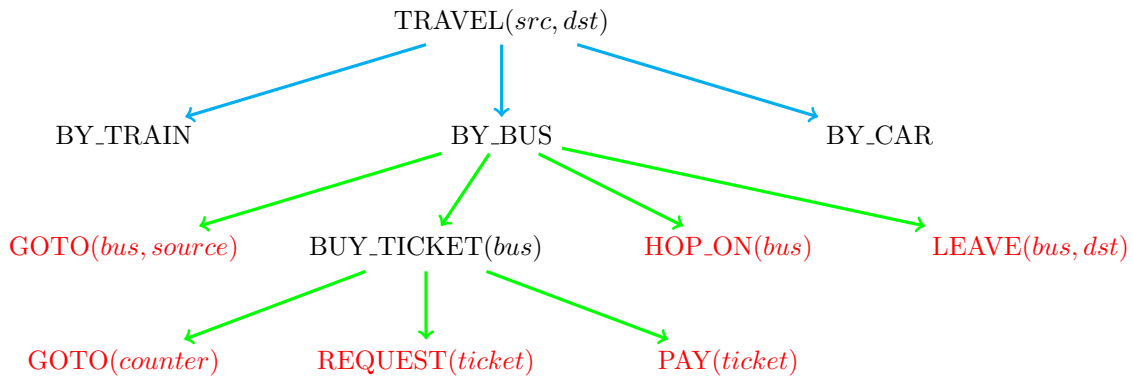 TRAVEL(src, dst)
BY_TRAIN BY_BUS BY_CAR
GOTO(bus, source) BUY_TICKET(bus) HOP_ON(bus) LEAVE(bus, dst)
GOTO(counter) REQUEST(ticket) PAY(ticket)